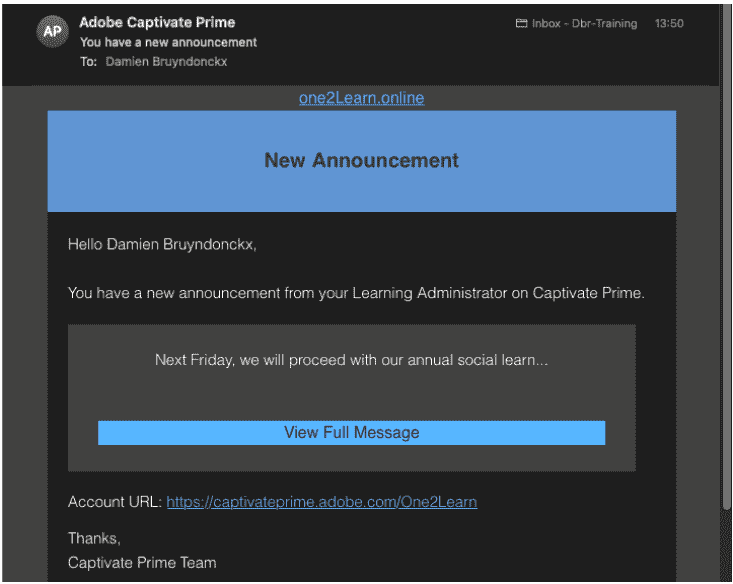 AP
Adobe Captivate Prime
Inbox - Dbr-Training 13:50
You have a new announcement
To: Damien Bruyndonckx
one2Learn.online
New Announcement
Hello Damien Bruyndonckx,
You have a new announcement from your Learning Administrator on Captivate Prime.
Next Friday, we will proceed with our annual social learn...
View Full Message
Account URL: https://captivateprime.adobe.com/One2Learn
Thanks,
Captivate Prime Team